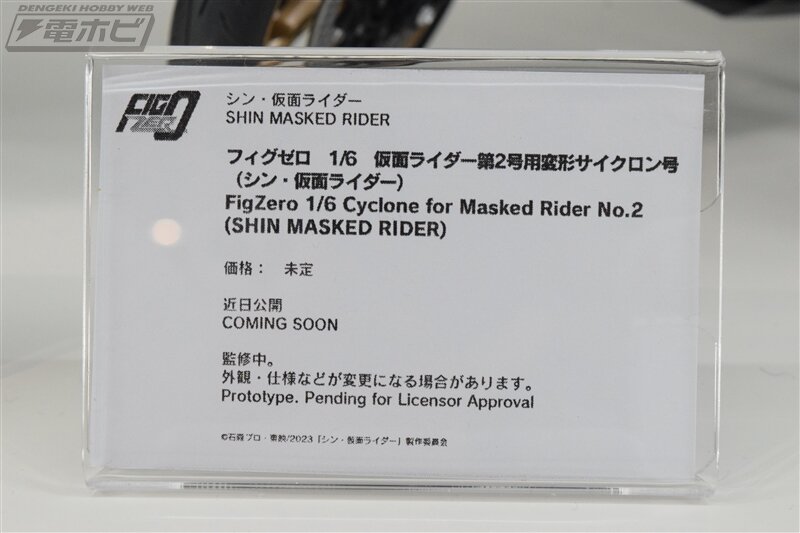 DENGEKI HOBBY WEB
電ホビ
FIG
ZERO
シン・仮面ライダー
SHIN MASKED RIDER
フィグゼロ　1/6　仮面ライダー第2号用変形サイクロン号
（シン・仮面ライダー）
FigZero 1/6 Cyclone for Masked Rider No.2
(SHIN MASKED RIDER)
価格：　未定
近日公開
COMING SOON
監修中。
外観・仕様などが変更になる場合があります。
Prototype. Pending for Licensor Approval
©石森プロ・東映/2023「シン・仮面ライダー」製作委員会